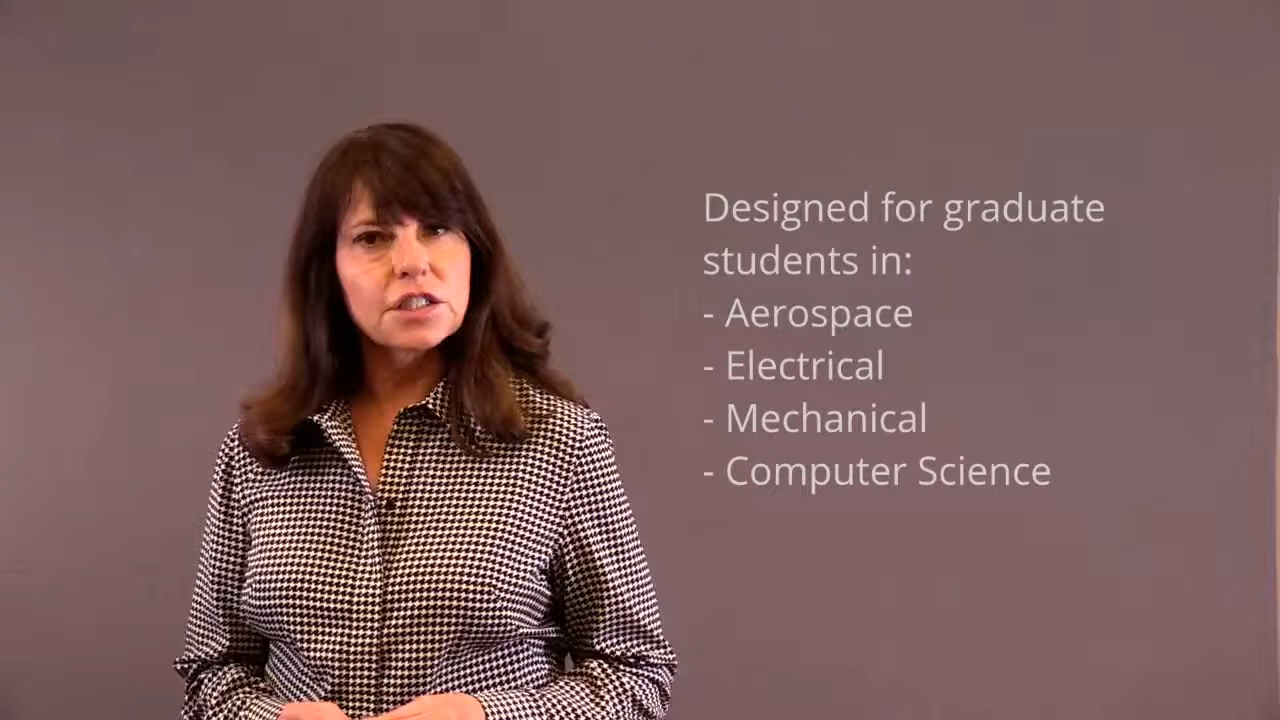 Designed for graduate
students in:
- Aerospace
- Electrical
- Mechanical
- Computer Science